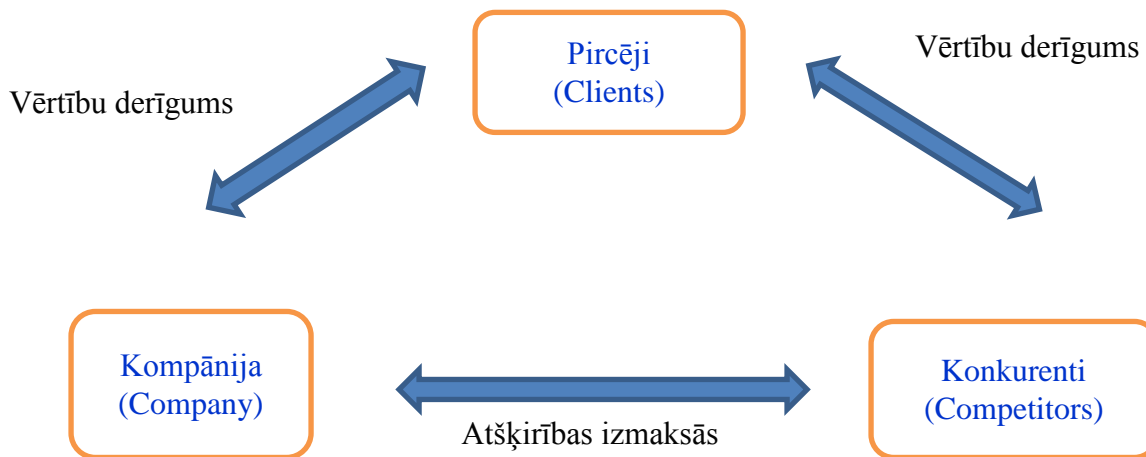 Pircēji
(Clients)
Vērtību derīgums
Vērtību derīgums
Kompānija
(Company)
Konkurenti
(Competitors)
Atšķirības izmaksās